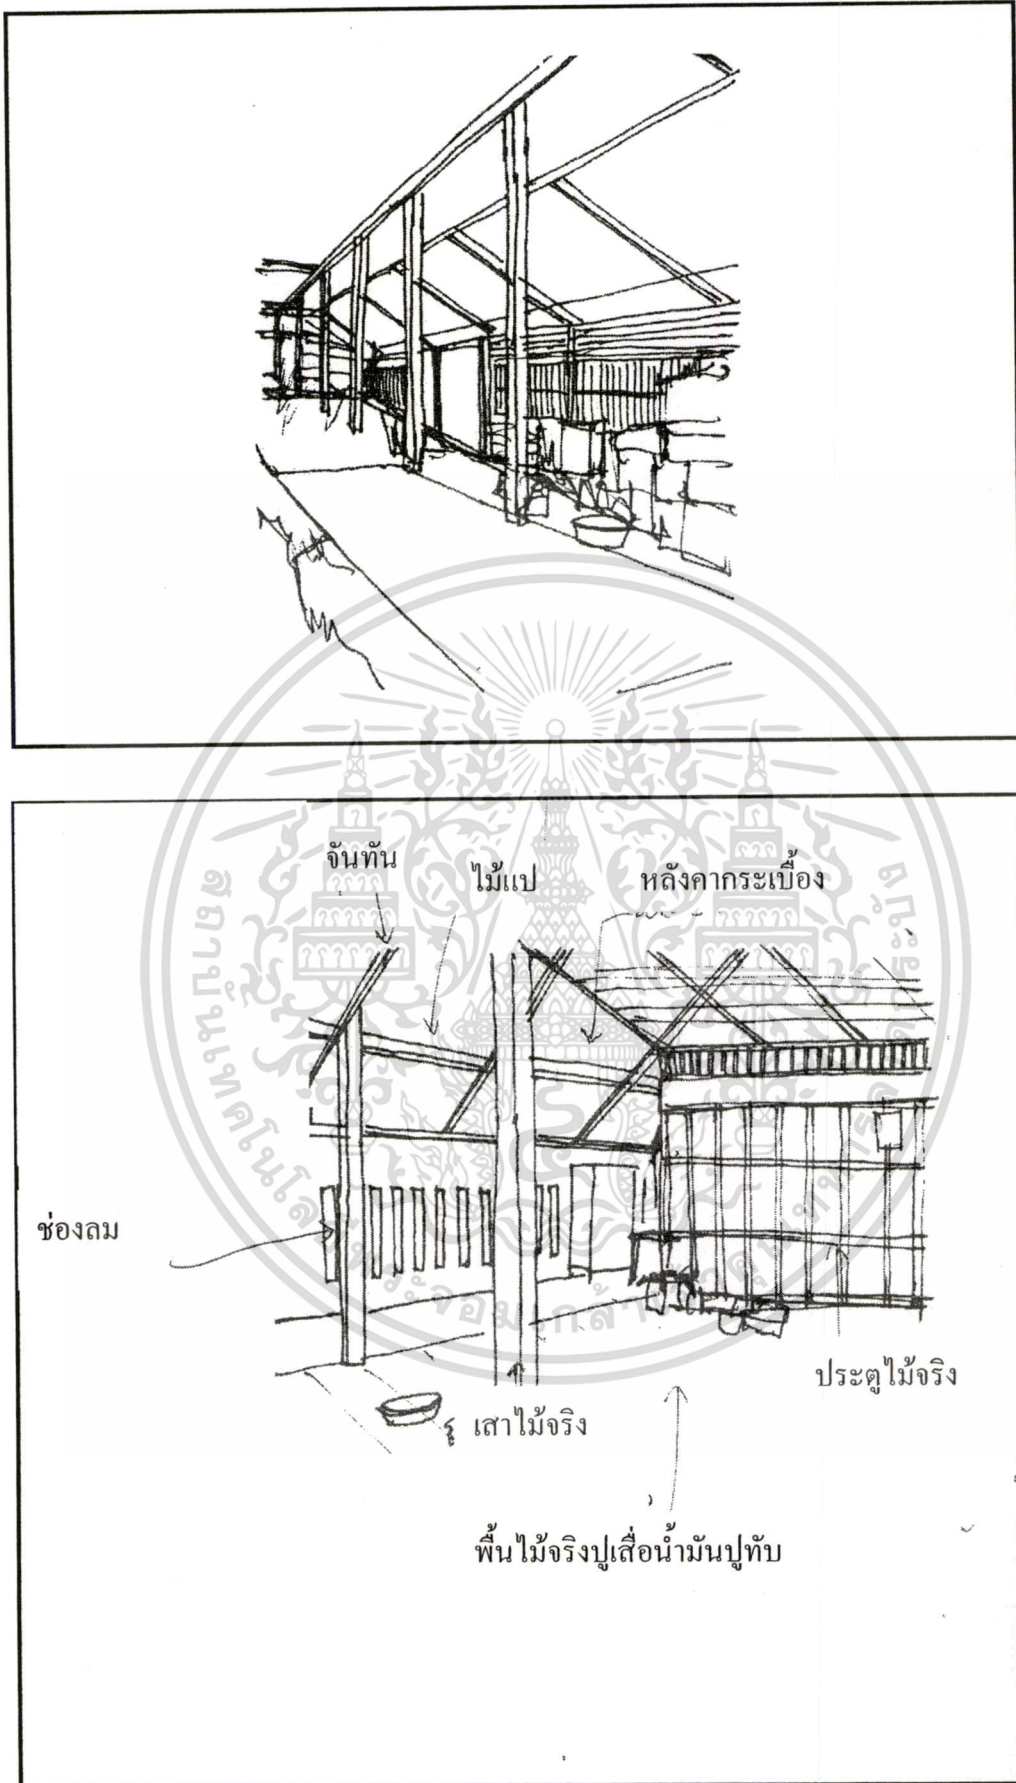 จันทัน
ไม้แป
หลังคากระเบื้อง
ช่องลม
ประตูไม้จริง
เสาไม้จริง
พื้นไม้จริงปูเสื่อน้ำมันปูทับ